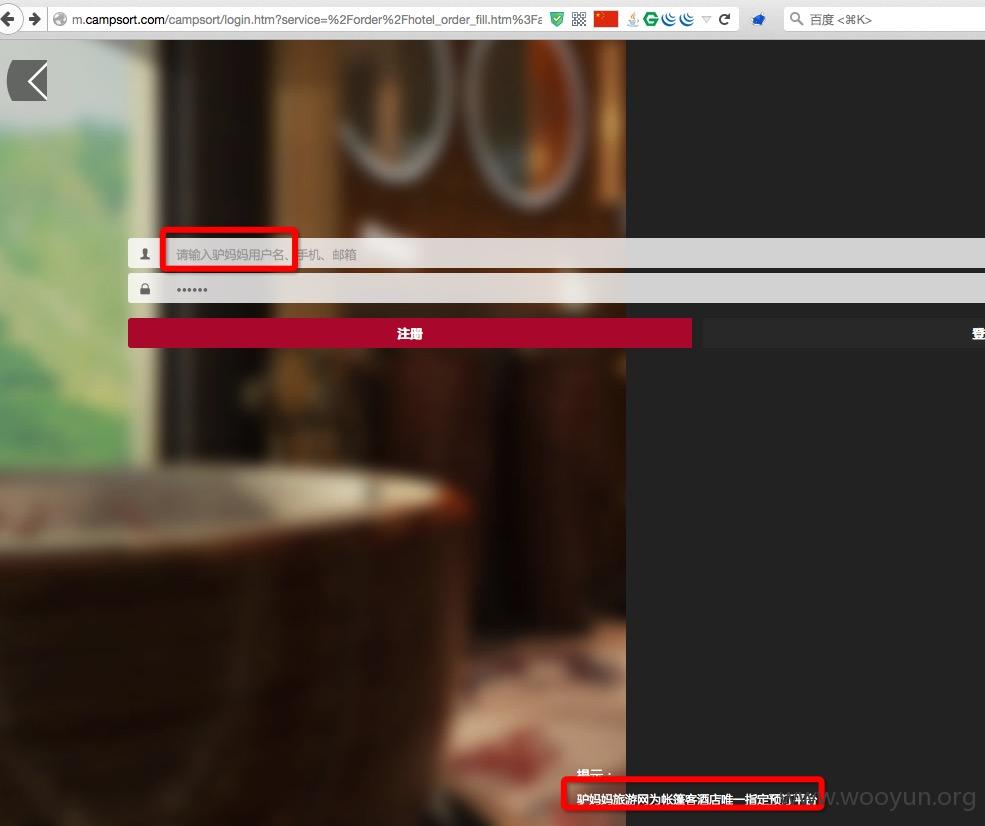 m.campsort.com/campsort/login.htm?service=%2Forder%2Fhotel_order_fill.htm%3Fa
百度 <⌘K>
请输入驴妈妈用户名、手机、邮箱
••••••
注册
登
提示：
驴妈妈旅游网为帐篷客酒店唯一指定预订平台
www.wooyun.org